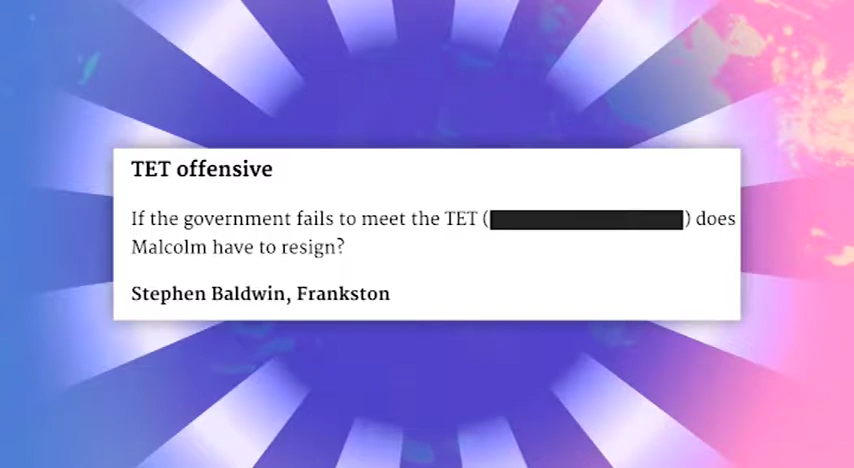 TET offensive
If the government fails to meet the TET () does
Malcolm have to resign?
Stephen Baldwin, Frankston